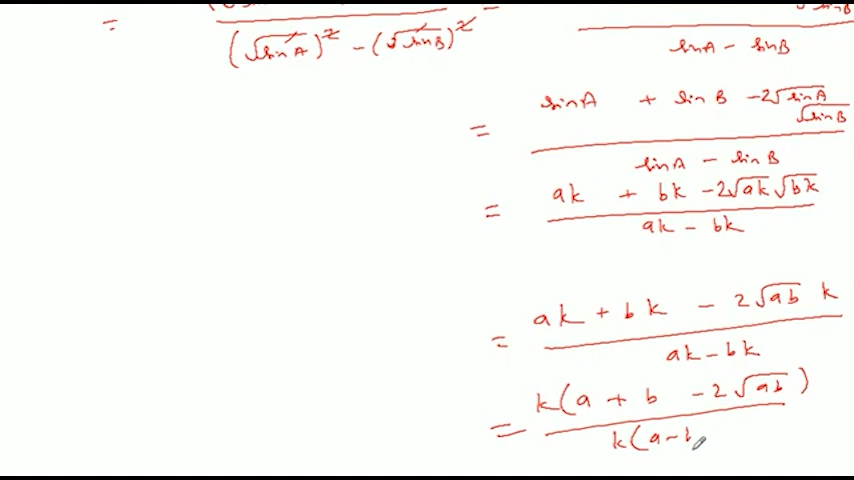 =
(√sinA)² - (√sinB)²
sinA - sinB
= sinA + sinB - 2√sinA √sinB
sinA - sinB
= ak + bk - 2√ak √bk
ak - bk
= ak + bk - 2√ab k
ak - bk
= k(a + b - 2√ab)
k(a-b